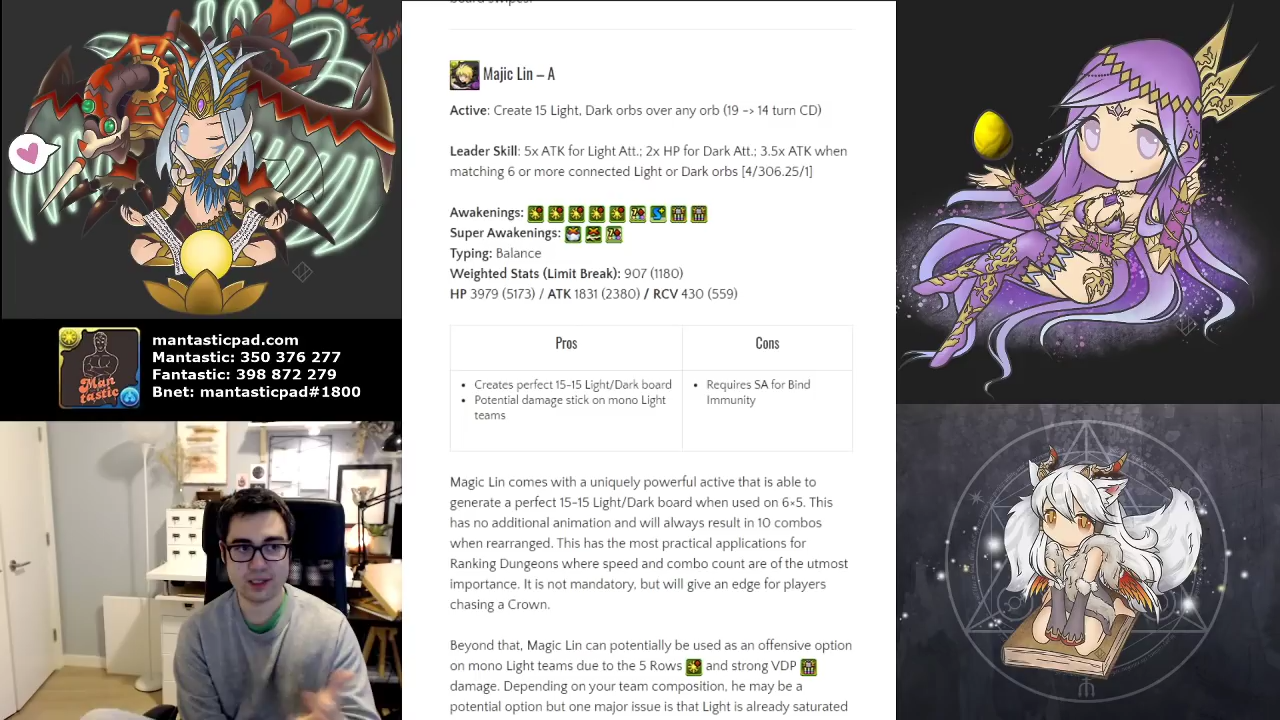 board swipes.
Majic Lin – A
Active: Create 15 Light, Dark orbs over any orb (19 -> 14 turn CD)
Leader Skill: 5x ATK for Light Att.; 2x HP for Dark Att.; 3.5x ATK when
matching 6 or more connected Light or Dark orbs [4/306.25/1]
Awakenings:
Super Awakenings:
Typing: Balance
Weighted Stats (Limit Break): 907 (1180)
HP 3979 (5173) / ATK 1831 (2380) / RCV 430 (559)
Pros
Cons
• Creates perfect 15-15 Light/Dark board
• Potential damage stick on mono Light
teams
• Requires SA for Bind
Immunity
Magic Lin comes with a uniquely powerful active that is able to
generate a perfect 15-15 Light/Dark board when used on 6×5. This
has no additional animation and will always result in 10 combos
when rearranged. This has the most practical applications for
Ranking Dungeons where speed and combo count are of the utmost
importance. It is not mandatory, but will give an edge for players
chasing a Crown.
Beyond that, Magic Lin can potentially be used as an offensive option
on mono Light teams due to the 5 Rows and strong VDP
damage. Depending on your team composition, he may be a
potential option but one major issue is that Light is already saturated
mantasticpad.com
Mantastic: 350 376 277
Fantastic: 398 872 279
Bnet: mantasticpad#1800
Man
tastic